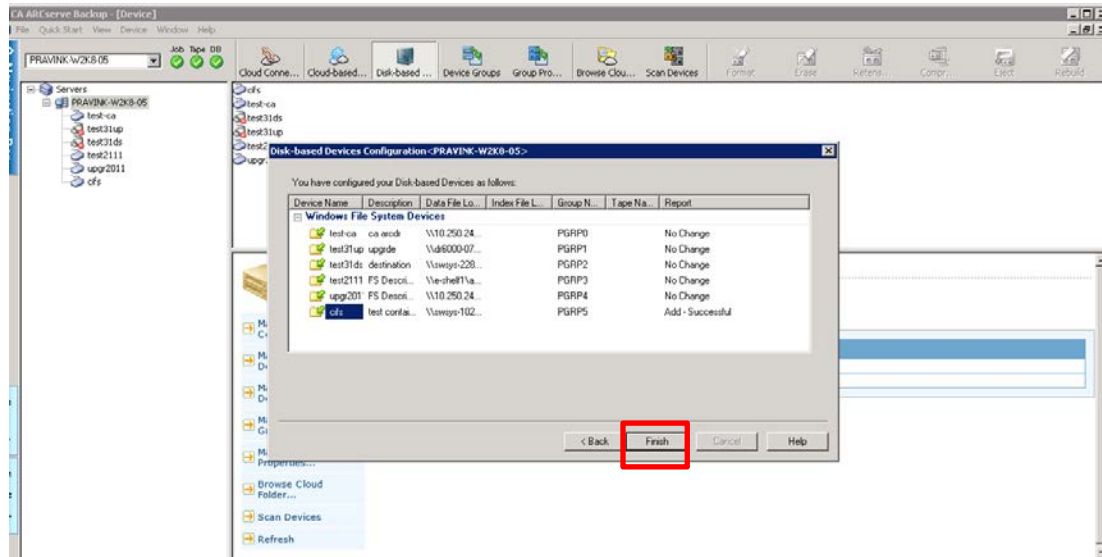 CA ARCserve Backup - [Device]
File Quick Start View Device Window Help
PRAVINK-W2K8-05
Job Tape DB
Cloud Conne... Cloud-based... Disk-based ... Device Groups Group Pro... Browse Clou... Scan Devices Format Erase Retens... Compr... Eject Rebuild
Servers
PRAVINK-W2K8-05
test-ca
test31up
test31ds
test2111
upgr2011
cifs
cifs
test-ca
test31ds
test31up
Disk-based Devices Configuration<PRAVINK-W2K8-05>
You have configured your Disk-based Devices as follows:
Device Name Description Data File Lo... Index File L... Group N... Tape Na... Report
Windows File System Devices
test-ca ca arcdr \\10.250.24... PGRP0 No Change
test31up upgrde \\dr6000-07... PGRP1 No Change
test31ds destination \\swsys-228... PGRP2 No Change
test2111 FS Descri... \\e-shell1\a... PGRP3 No Change
upgr201 FS Descri... \\10.250.24... PGRP4 No Change
cifs test contai... \\swsys-102... PGRP5 Add - Successful
< Back Finish Cancel Help
Properties...
Browse Cloud
Folder...
Scan Devices
Refresh